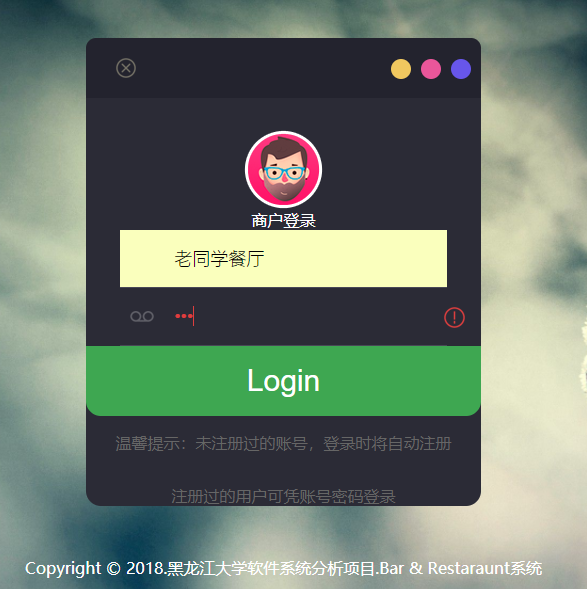 商户登录
老同学餐厅
•••
Login
温馨提示：未注册过的账号，登录时将自动注册
注册过的用户可凭账号密码登录
Copyright © 2018.黑龙江大学软件系统分析项目.Bar & Restaraunt系统